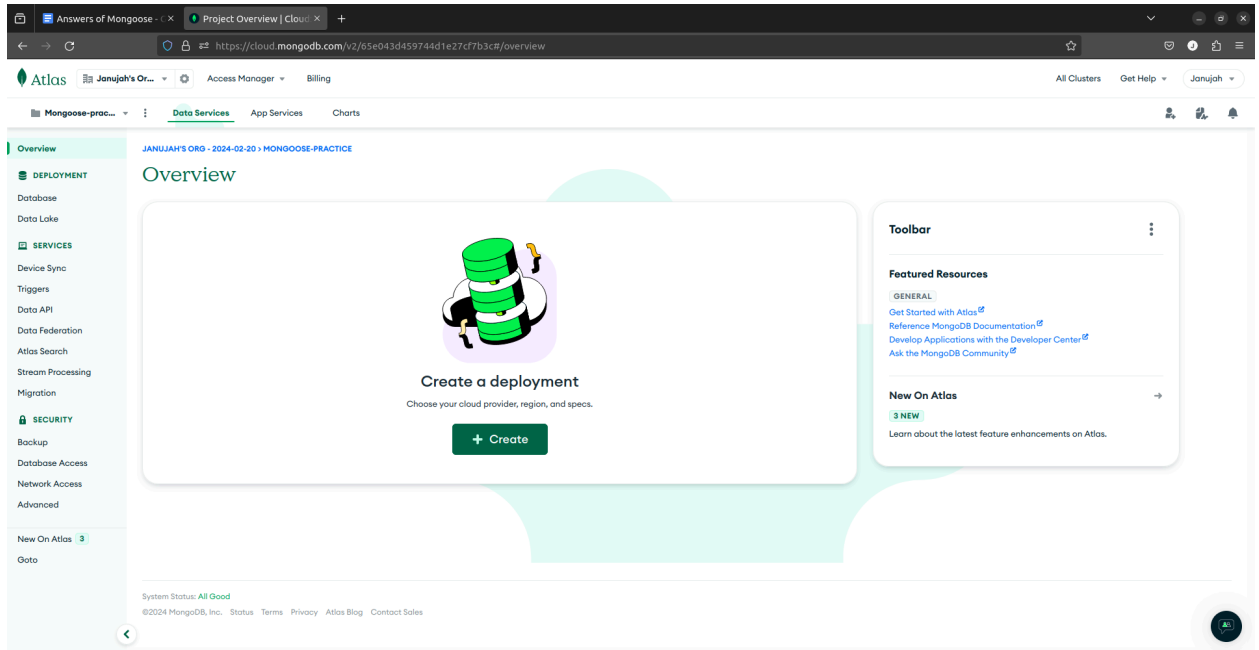 Answers of Mongoose - G
Project Overview | Cloud
https://cloud.mongodb.com/v2/65e043d459744d1e27cf7b3c#/overview
Atlas
Janujah's Or...
Access Manager
Billing
All Clusters
Get Help
Janujah
Mongoose-prac...
Data Services
App Services
Charts
Overview
DEPLOYMENT
Database
Data Lake
SERVICES
Device Sync
Triggers
Data API
Data Federation
Atlas Search
Stream Processing
Migration
SECURITY
Backup
Database Access
Network Access
Advanced
New On Atlas 3
Goto
JANUJAH'S ORG - 2024-02-20 > MONGOOSE-PRACTICE
Overview
Create a deployment
Choose your cloud provider, region, and specs.
+ Create
Toolbar
Featured Resources
GENERAL
Get Started with Atlas
Reference MongoDB Documentation
Develop Applications with the Developer Center
Ask the MongoDB Community
New On Atlas
3 NEW
Learn about the latest feature enhancements on Atlas.
System Status: All Good
©2024 MongoDB, Inc. Status Terms Privacy Atlas Blog Contact Sales